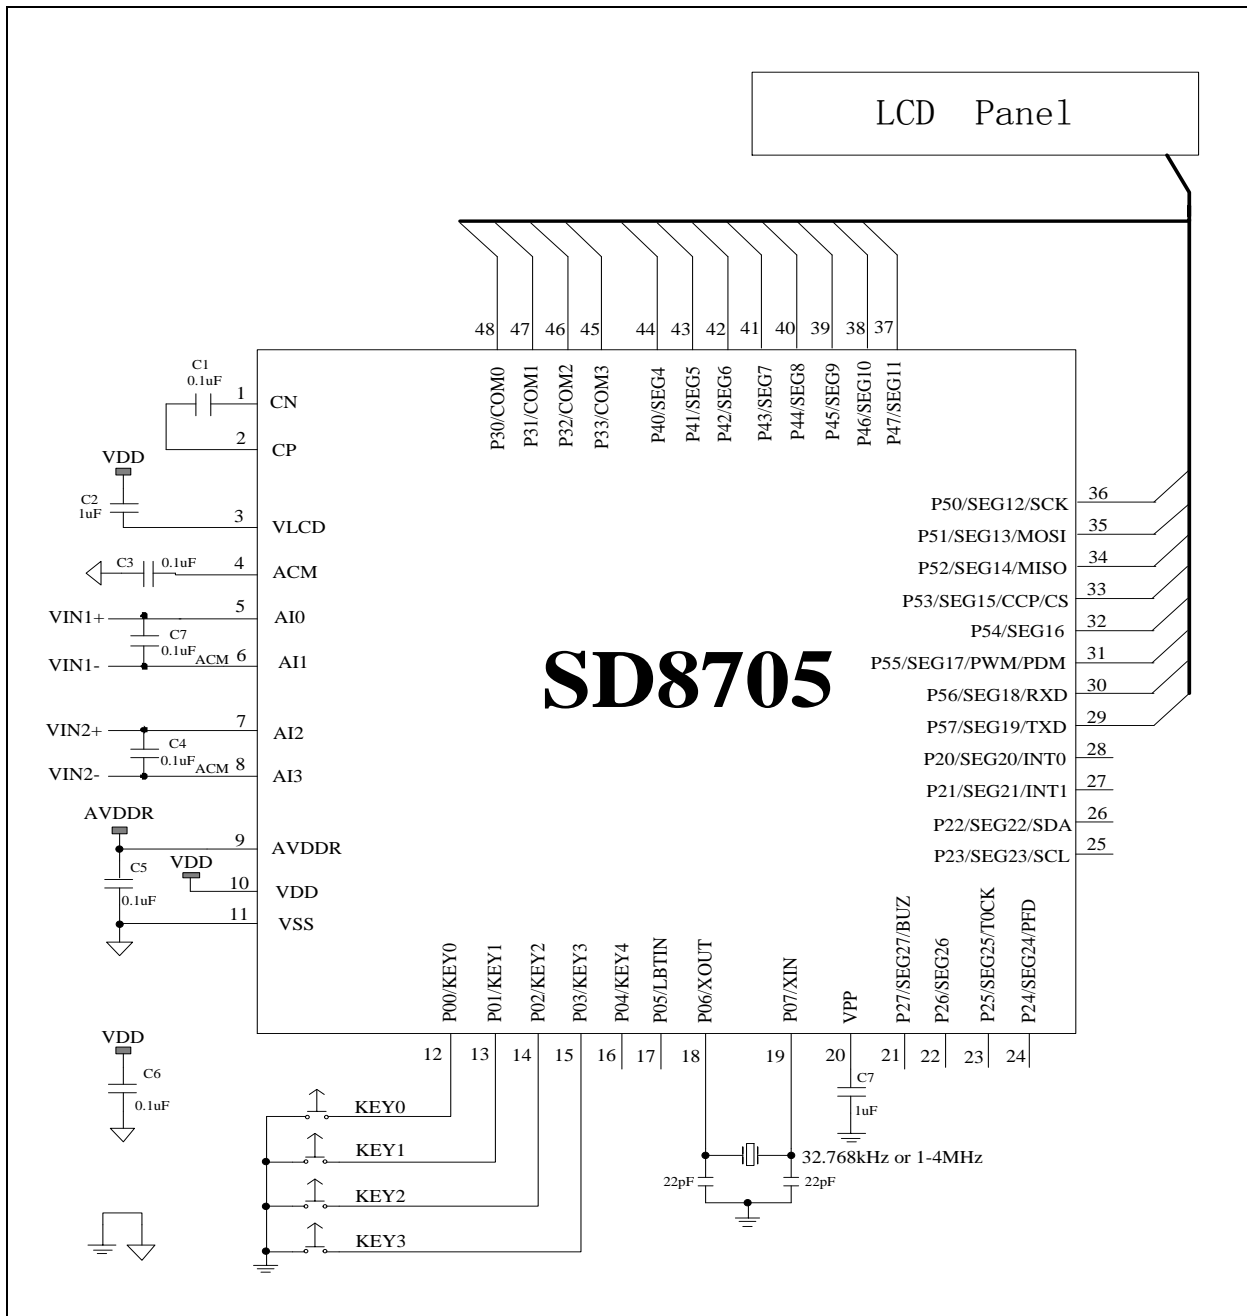 LCD Panel
48 47 46 45 44 43 42 41 40 39 38 37
P30/COM0
P31/COM1
P32/COM2
P33/COM3
P40/SEG4
P41/SEG5
P42/SEG6
P43/SEG7
P44/SEG8
P45/SEG9
P46/SEG10
P47/SEG11
C1
0.1uF
1
CN
2
CP
VDD
C2
1uF
3
VLCD
C3
0.1uF
4
ACM
VIN1+
5
AI0
C7
0.1uF
VIN1-
ACM
6
AI1
VIN2+
7
AI2
C4
0.1uF
VIN2-
ACM
8
AI3
AVDDR
9
AVDDR
C5
0.1uF
VDD
10
VDD
11
VSS
SD8705
P50/SEG12/SCK
36
P51/SEG13/MOSI
35
P52/SEG14/MISO
34
P53/SEG15/CCP/CS
33
P54/SEG16
32
P55/SEG17/PWM/PDM
31
P56/SEG18/RXD
30
P57/SEG19/TXD
29
P20/SEG20/INT0
28
P21/SEG21/INT1
27
P22/SEG22/SDA
26
P23/SEG23/SCL
25
P00/KEY0
P01/KEY1
P02/KEY2
P03/KEY3
P04/KEY4
P05/LBTIN
P06/XOUT
P07/XIN
VPP
P27/SEG27/BUZ
P26/SEG26
P25/SEG25/T0CK
P24/SEG24/PFD
12 13 14 15 16 17 18 19 20 21 22 23 24
VDD
C6
0.1uF
C7
1uF
KEY0
KEY1
KEY2
KEY3
32.768kHz or 1-4MHz
22pF
22pF